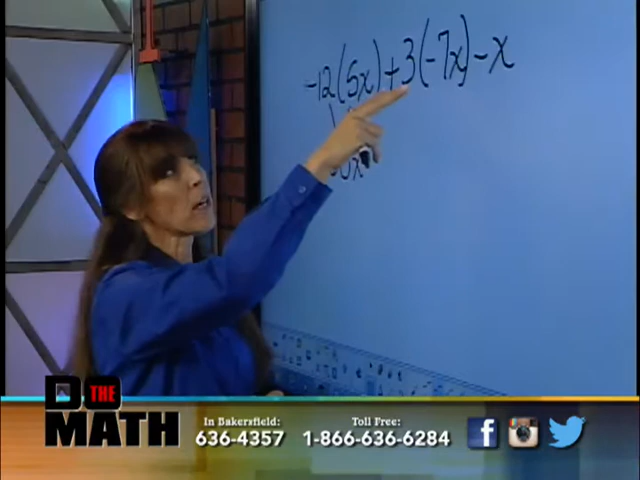 -12(5x)+3(-7x)-x
DO THE MATH
In Bakersfield: 636-4357
Toll Free: 1-866-636-6284